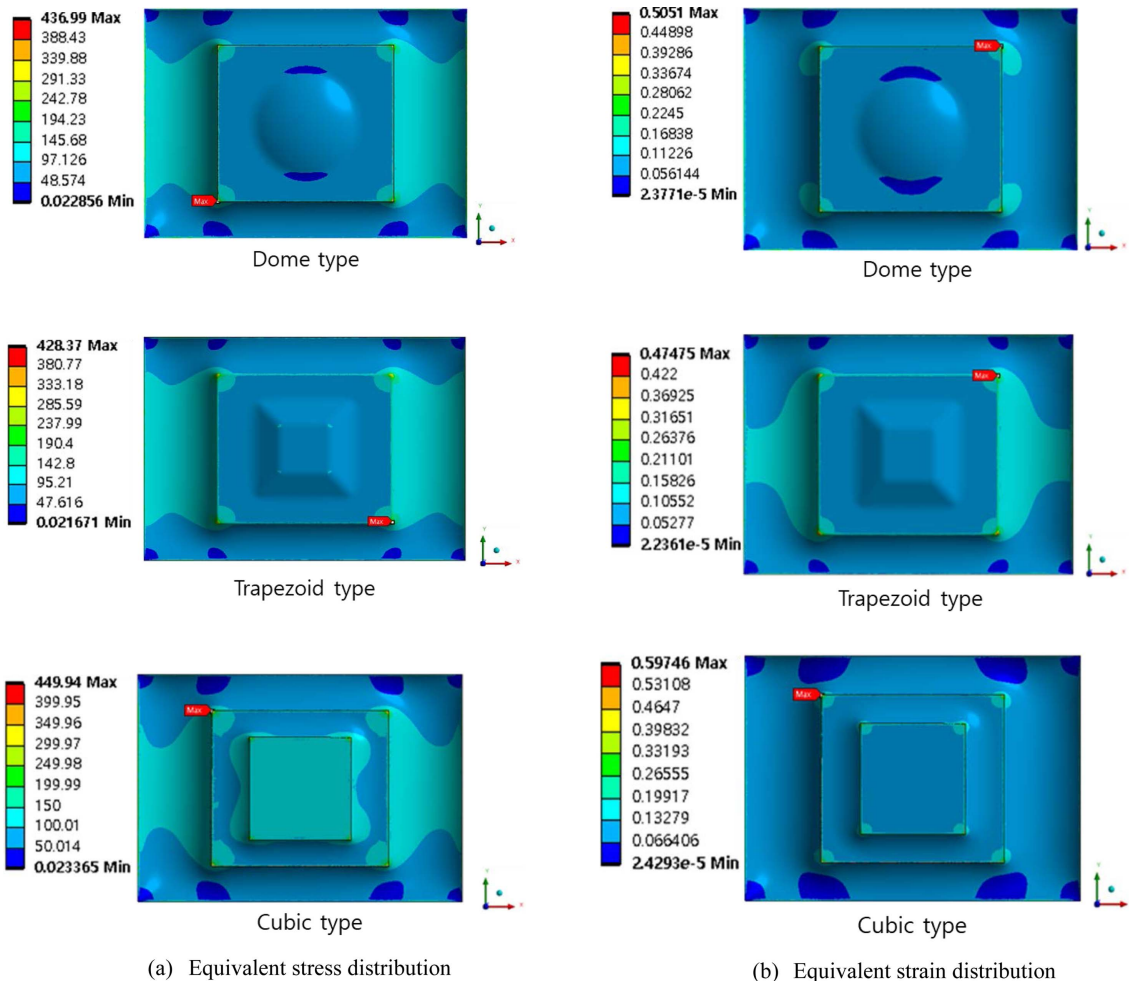 436.99 Max
388.43
339.88
291.33
242.78
194.23
145.68
97.126
48.574
0.022856 Min
Max
Y
X
Dome type
0.5051 Max
0.44898
0.39286
0.33674
0.28062
0.2245
0.16838
0.11226
0.056144
2.3771e-5 Min
Max
Y
X
Dome type
428.37 Max
380.77
333.18
285.59
237.99
190.4
142.8
95.21
47.616
0.021671 Min
Max
Y
X
Trapezoid type
0.47475 Max
0.422
0.36925
0.31651
0.26376
0.21101
0.15826
0.10552
0.05277
2.2361e-5 Min
Max
Y
X
Trapezoid type
449.94 Max
399.95
349.96
299.97
249.98
199.99
150
100.01
50.014
0.023365 Min
Max
Y
X
Cubic type
0.59746 Max
0.53108
0.4647
0.39832
0.33193
0.26555
0.19917
0.13279
0.066406
2.4293e-5 Min
Max
Y
X
Cubic type
(a) Equivalent stress distribution
(b) Equivalent strain distribution